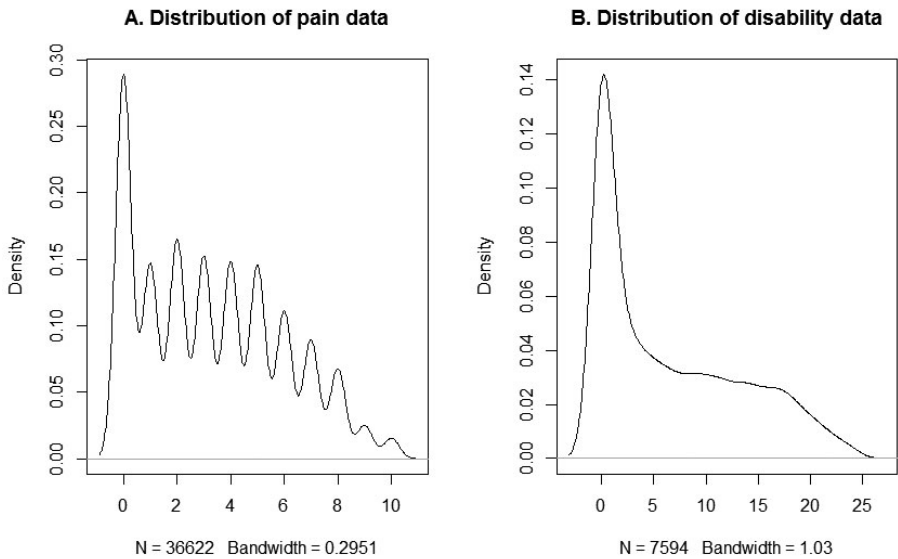 A. Distribution of pain data
Density
0.00 0.05 0.10 0.15 0.20 0.25 0.30
0 2 4 6 8 10
N = 36622 Bandwidth = 0.2951
B. Distribution of disability data
Density
0.00 0.02 0.04 0.06 0.08 0.10 0.12 0.14
0 5 10 15 20 25
N = 7594 Bandwidth = 1.03